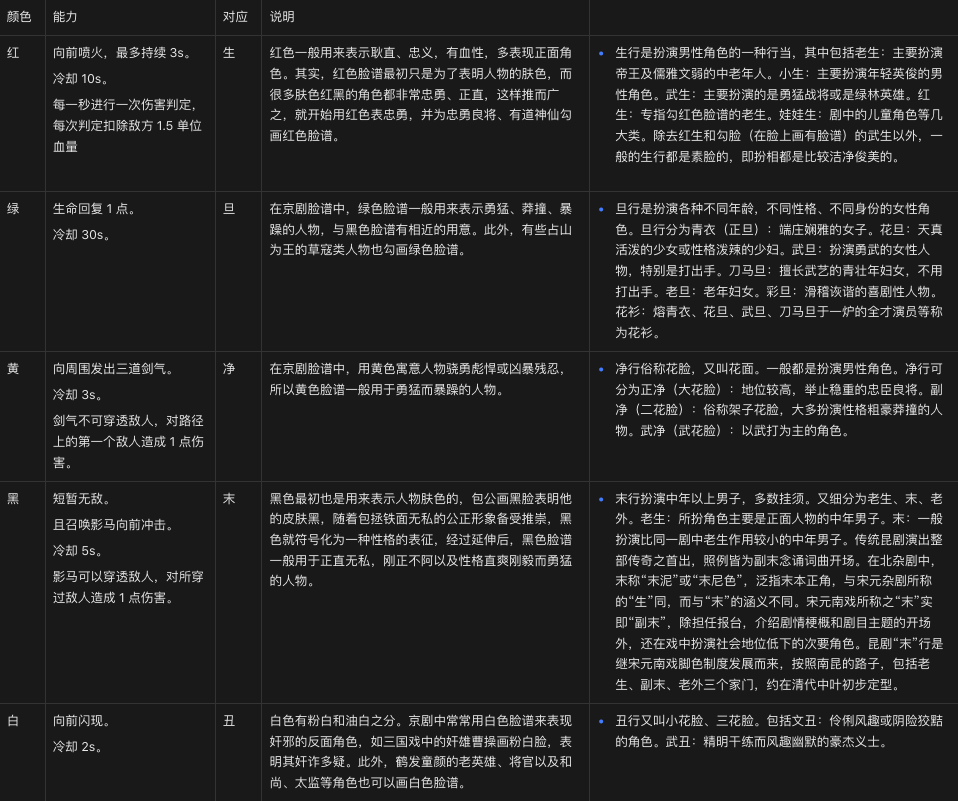 颜色 能力 对应 说明
红
向前喷火，最多持续 3s。
冷却 10s。
每一秒进行一次伤害判定，
每次判定扣除敌方 1.5 单位
血量
生
红色一般用来表示耿直、忠义，有血性，多表现正面角
色。其实，红色脸谱最初只是为了表明人物的肤色，而
很多肤色红黑的角色都非常忠勇、正直，这样推而广
之，就开始用红色表忠勇，并为忠勇良将、有道神仙勾
画红色脸谱。
生行是扮演男性角色的一种行当，其中包括老生：主要扮演
帝王及儒雅文弱的中老年人。小生：主要扮演年轻英俊的男
性角色。武生：主要扮演的是勇猛战将或是绿林英雄。红
生：专指勾红色脸谱的老生。娃娃生：剧中的儿童角色等几
大类。除去红生和勾脸（在脸上画有脸谱）的武生以外，一
般的生行都是素脸的，即扮相都是比较洁净俊美的。
绿
生命回复 1 点。
冷却 30s。
旦
在京剧脸谱中，绿色脸谱一般用来表示勇猛、莽撞、暴
躁的人物，与黑色脸谱有相近的用意。此外，有些占山
为王的草寇类人物也勾画绿色脸谱。
旦行是扮演各种不同年龄，不同性格、不同身份的女性角
色。旦行分为青衣（正旦）：端庄娴雅的女子。花旦：天真
活泼的少女或性格泼辣的少妇。武旦：扮演勇武的女性人
物，特别是打出手。刀马旦：擅长武艺的青壮年妇女，不用
打出手。老旦：老年妇女。彩旦：滑稽诙谐的喜剧性人物。
花衫：熔青衣、花旦、武旦、刀马旦于一炉的全才演员等称
为花衫。
黄
向周围发出三道剑气。
冷却 3s。
剑气不可穿透敌人，对路径
上的第一个敌人造成 1 点伤
害。
净
在京剧脸谱中，用黄色寓意人物骁勇彪悍或凶暴残忍，
所以黄色脸谱一般用于勇猛而暴躁的人物。
净行俗称花脸，又叫花面。一般都是扮演男性角色。净行可
分为正净（大花脸）：地位较高，举止稳重的忠臣良将。副
净（二花脸）：俗称架子花脸，大多扮演性格粗豪莽撞的人
物。武净（武花脸）：以武打为主的角色。
黑
短暂无敌。
且召唤影马向前冲击。
冷却 5s。
影马可以穿透敌人，对所穿
过敌人造成 1 点伤害。
末
黑色最初也是用来表示人物肤色的，包公画黑脸表明他
的皮肤黑，随着包拯铁面无私的公正形象备受推崇，黑
色就符号化为一种性格的表征，经过延伸后，黑色脸谱
一般用于正直无私，刚正不阿以及性格直爽刚毅而勇猛
的人物。
末行扮演中年以上男子，多数挂须。又细分为老生、末、老
外。老生：所扮角色主要是正面人物的中年男子。末：一般
扮演比同一剧中老生作用较小的中年男子。传统昆剧演出整
部传奇之首出，照例皆为副末念诵词曲开场。在北杂剧中，
末称“末泥”或“末尼色”，泛指末本正角，与宋元杂剧所称
的“生”同，而与“末”的涵义不同。宋元南戏所称之“末”实
即“副末”，除担任报台，介绍剧情梗概和剧目主题的开场
外，还在戏中扮演社会地位低下的次要角色。昆剧“末”行是
继宋元南戏脚色制度发展而来，按照南昆的路子，包括老
生、副末、老外三个家门，约在清代中叶初步定型。
白
向前闪现。
冷却 2s。
丑
白色有粉白和油白之分。京剧中常常用白色脸谱来表现
奸邪的反面角色，如三国戏中的奸雄曹操画粉白脸，表
明其奸诈多疑。此外，鹤发童颜的老英雄、将官以及和
尚、太监等角色也可以画白色脸谱。
丑行又叫小花脸、三花脸。包括文丑：伶俐风趣或阴险狡黠
的角色。武丑：精明干练而风趣幽默的豪杰义士。